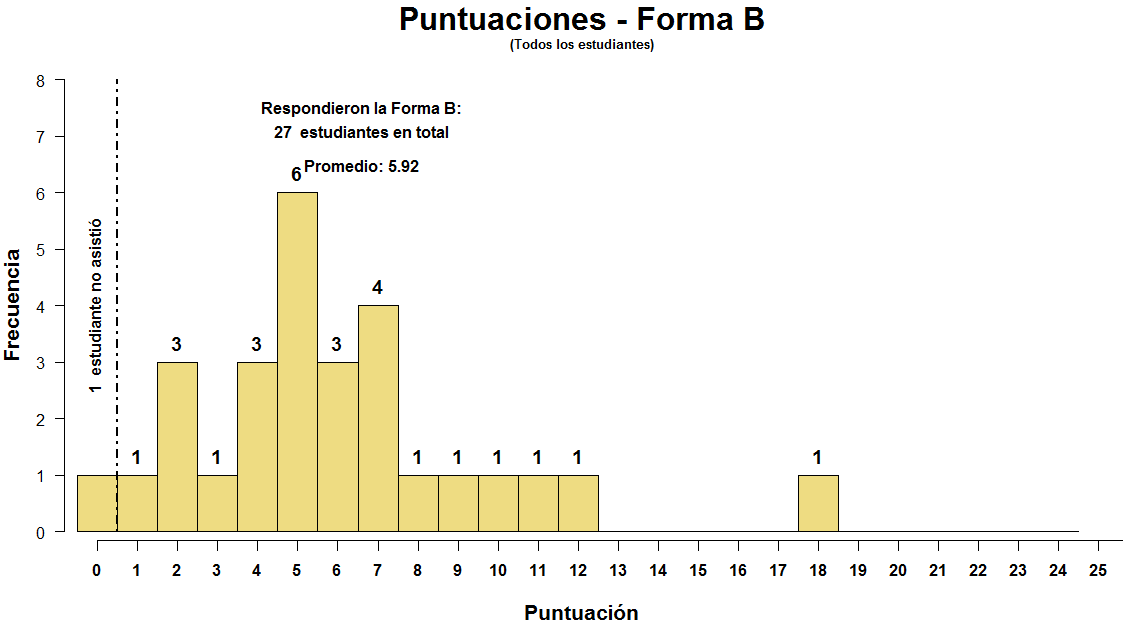 Puntuaciones - Forma B
(Todos los estudiantes)
Respondieron la Forma B:
27 estudiantes en total
Promedio: 5.92
Frecuencia
8
7
6
5
4
3
2
1
0
1 estudiante no asistió
1
3
1
3
6
3
4
1
1
1
1
1
1
0 1 2 3 4 5 6 7 8 9 10 11 12 13 14 15 16 17 18 19 20 21 22 23 24 25
Puntuación